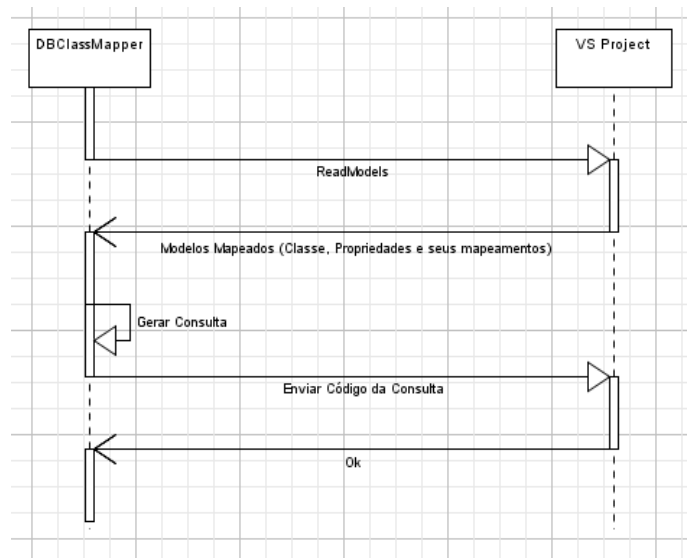 DBClassMapper
VS Project
ReadModels
Modelos Mapeados (Classe, Propriedades e seus mapeamentos)
Gerar Consulta
Enviar Código da Consulta
Ok